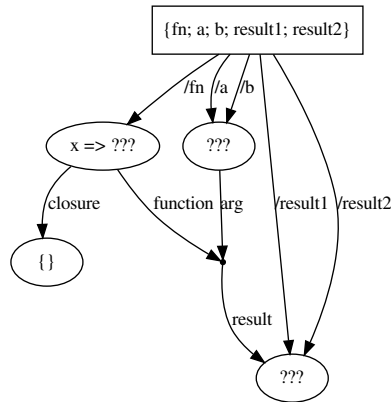 {fn; a; b; result1; result2}
/fn
/a
/b
x => ???
???
closure
function
arg
/result1
/result2
{}
result
???